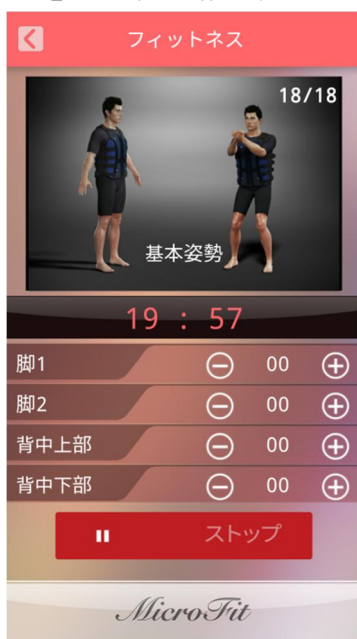 フィットネス
18/18
基本姿勢
19 : 57
脚1 00
脚2 00
背中上部 00
背中下部 00
ストップ
MicroFit